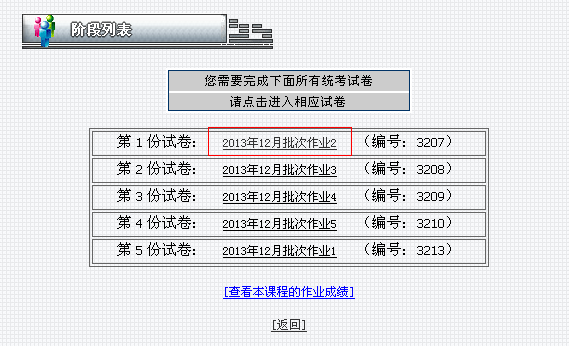 阶段列表
您需要完成下面所有统考试卷
请点击进入相应试卷
第 1 份试卷： 2013年12月批次作业2 （编号：3207）
第 2 份试卷： 2013年12月批次作业3 （编号：3208）
第 3 份试卷： 2013年12月批次作业4 （编号：3209）
第 4 份试卷： 2013年12月批次作业5 （编号：3210）
第 5 份试卷： 2013年12月批次作业1 （编号：3213）
[查看本课程的作业成绩]
[返回]